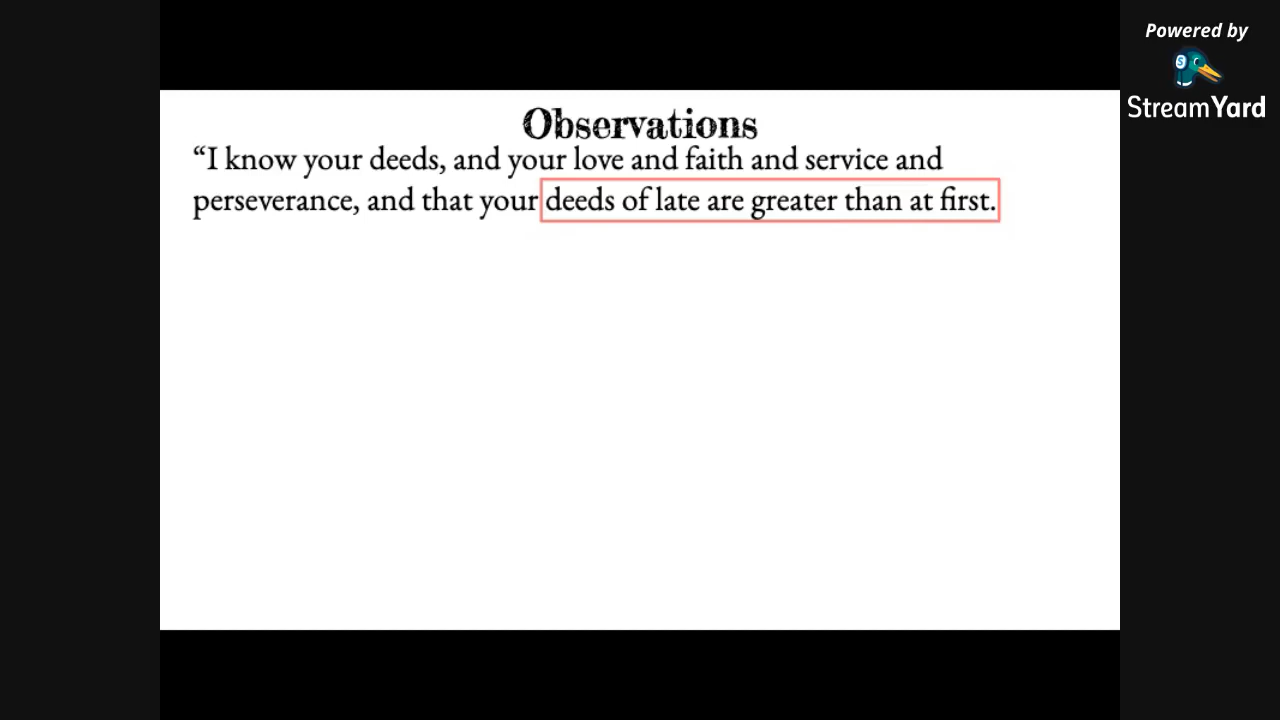 Powered by
StreamYard
Observations
“I know your deeds, and your love and faith and service and
perseverance, and that your deeds of late are greater than at first.